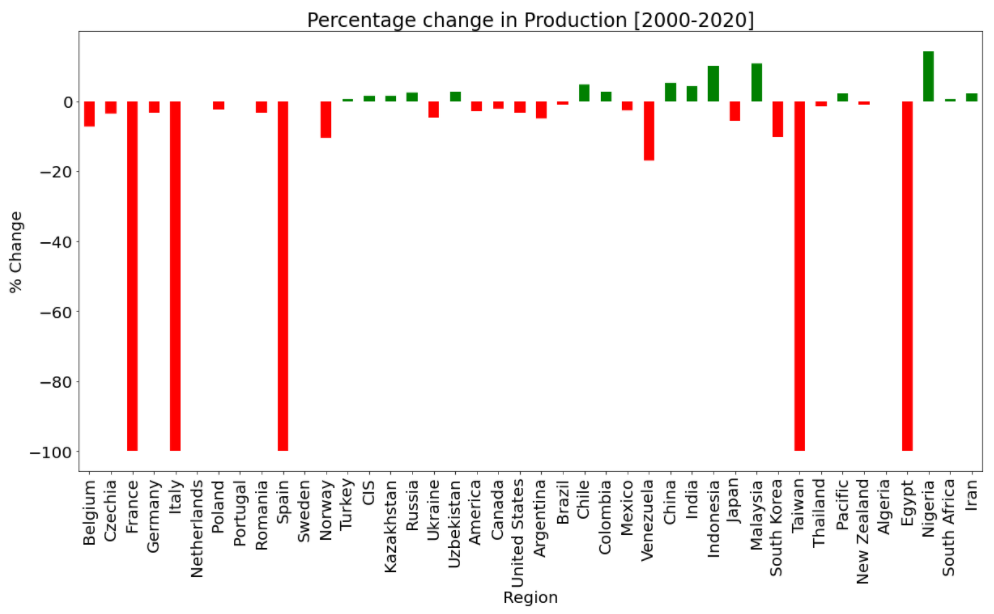 Percentage change in Production [2000-2020]
0
−20
−40
−60
−80
−100
% Change
Belgium
Czechia
France
Germany
Italy
Netherlands
Poland
Portugal
Romania
Spain
Sweden
Norway
Turkey
CIS
Kazakhstan
Russia
Ukraine
Uzbekistan
America
Canada
United States
Argentina
Brazil
Chile
Colombia
Mexico
Venezuela
China
India
Indonesia
Japan
Malaysia
South Korea
Taiwan
Thailand
Pacific
New Zealand
Algeria
Egypt
Nigeria
South Africa
Iran
Region